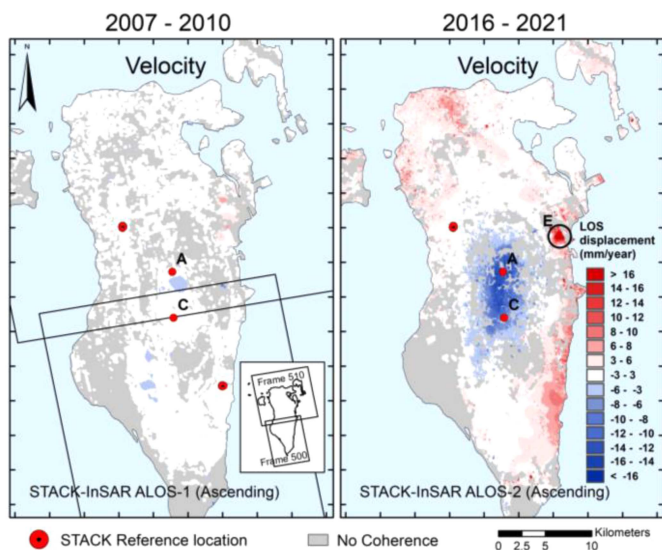 2007 - 2010
2016 - 2021
N
Velocity
A
C
Frame 510
Frame 500
STACK-InSAR ALOS-1 (Ascending)
Velocity
E
A
C
LOS
displacement
(mm/year)
> 16
14 - 16
12 - 14
10 - 12
8 - 10
6 - 8
3 - 6
-3 - 3
-6 - -3
-8 - -6
-10 - -8
-12 - -10
-14 - -12
-16 - -14
< -16
STACK-InSAR ALOS-2 (Ascending)
STACK Reference location
No Coherence
Kilometers
0 2.5 5 10